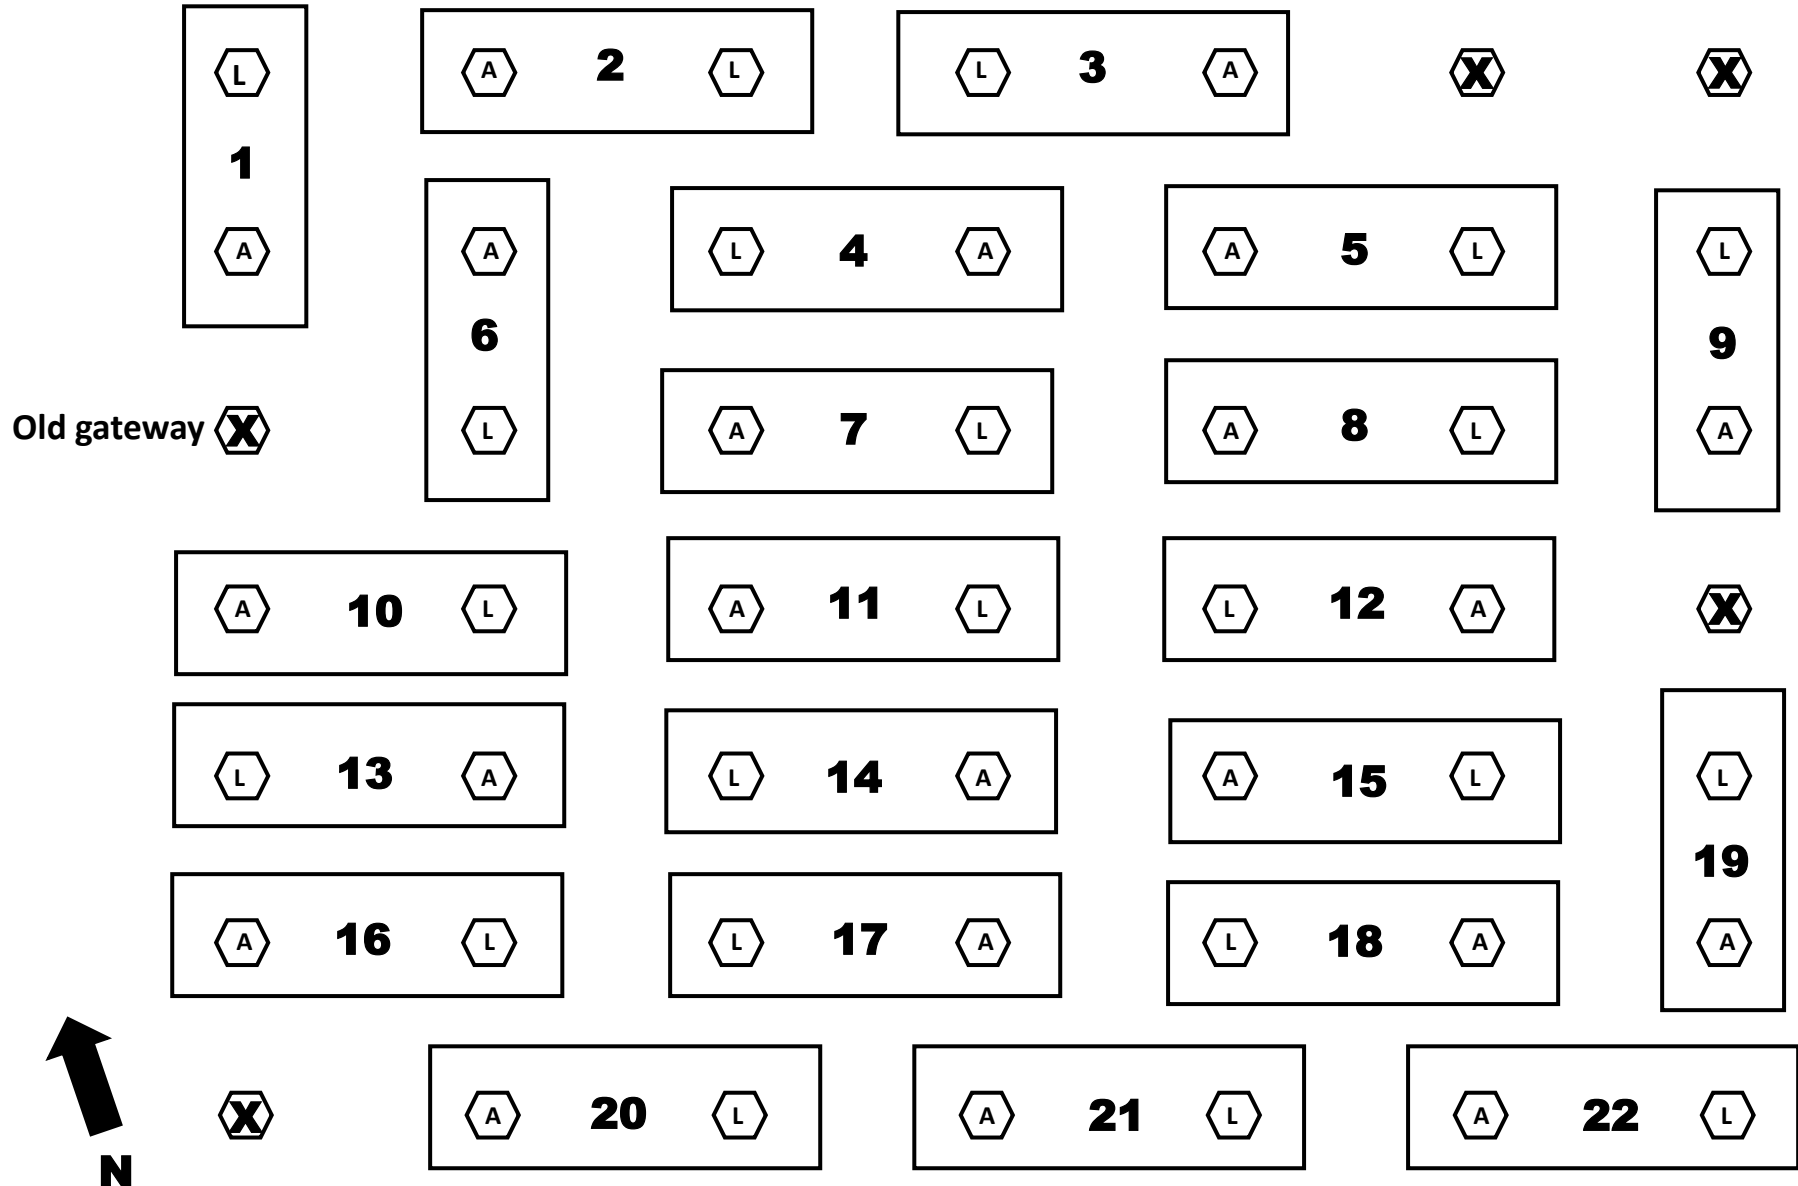 L A 2 L L 3 A X X
1
A A L 4 A A 5 L L
6 9
Old gateway X L A 7 L A 8 L A
A 10 L A 11 L L 12 A X
L 13 A L 14 A A 15 L L
19
A 16 L L 17 A L 18 A A
X A 20 L A 21 L A 22 L
N